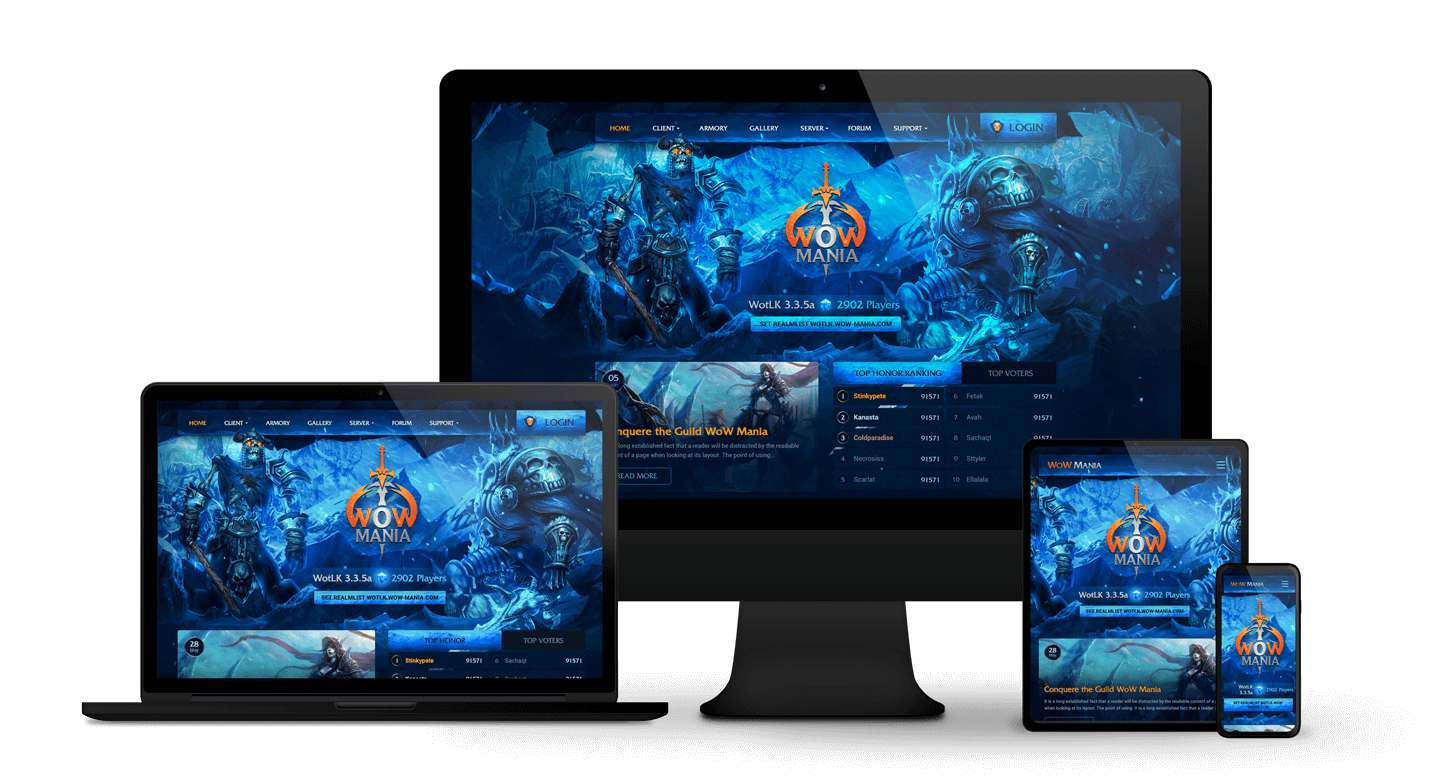 HOME CLIENT ARMORY GALLERY SERVER FORUM SUPPORT LOGIN
WOW
MANIA
WotLK 3.3.5a 2902 Players
SET REALMLIST WOTLK.WOW-MANIA.COM
05
TOP HONOR RANKING TOP VOTERS
1 Stinkypete 91571 6 Fetak 91571
2 Kanasta 91571 7 Avah 91571
3 Coldparadise 91571 8 Sachaqt 91571
4 Necrosiss 91571 9 Sttyler
5 Scarlat 91571 10 Ellalala
nquere the Guild WoW Mania
long established fact that a reader will be distracted by the readable
nt of a page when looking at its layout. The point of using...
READ MORE
HOME CLIENT ARMORY GALLERY SERVER FORUM SUPPORT LOGIN
WOW
MANIA
WotLK 3.3.5a 2902 Players
SET REALMLIST WOTLK.WOW-MANIA.COM
28
May
TOP HONOR TOP VOTERS
1 Stinkypete 91571 6 Sachaqt 91571
WOW MANIA
WOW
MANIA
WotLK 3.3.5a 2902 Players
SET REALMLIST WOTLK.WOW-MANIA.COM
28
May
Conquere the Guild WoW Mania
It is a long established fact that a reader will be distracted by the readable content of a
when looking at its layout. The point of using. It is a long established fact that a reader
WOW MANIA
WOW
MANIA
WotLK
3.3.5a 2902 Players
SET REALMLIST WOTLK.WOW-
MANIA.COM